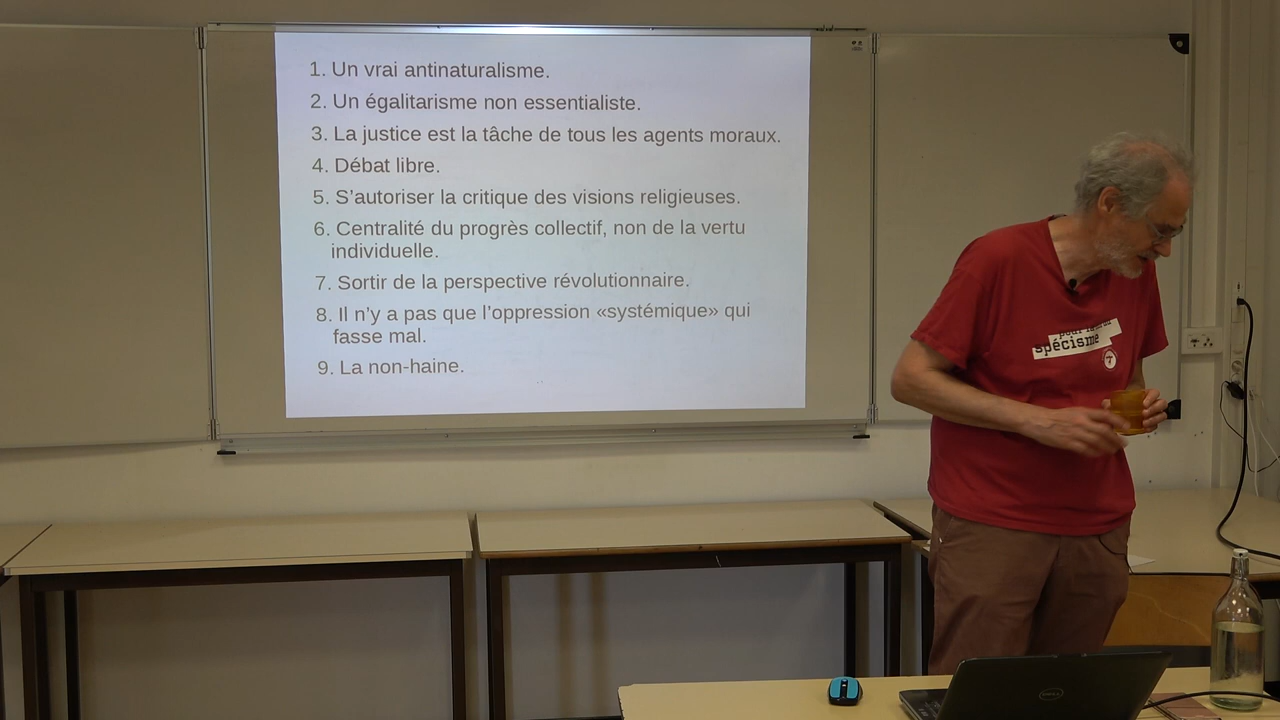 1. Un vrai antinaturalisme.
2. Un égalitarisme non essentialiste.
3. La justice est la tâche de tous les agents moraux.
4. Débat libre.
5. S’autoriser la critique des visions religieuses.
6. Centralité du progrès collectif, non de la vertu
individuelle.
7. Sortir de la perspective révolutionnaire.
8. Il n’y a pas que l’oppression «systémique» qui
fasse mal.
9. La non-haine.
pour
spécisme
DELL